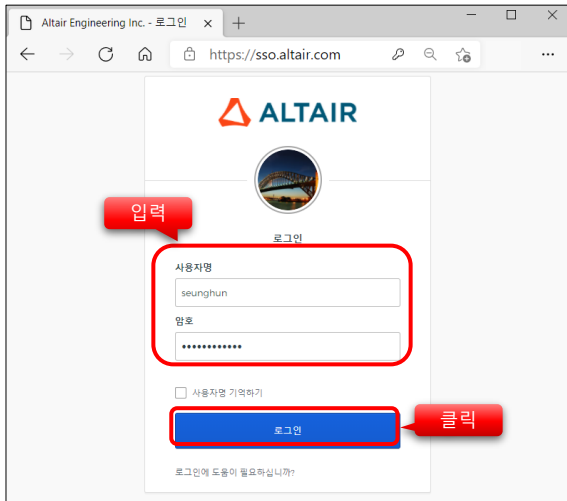 Altair Engineering Inc. - 로그인
https://sso.altair.com
ALTAIR
입력
로그인
사용자명
seunghun
암호
••••••••••••
사용자명 기억하기
로그인
클릭
로그인에 도움이 필요하십니까?